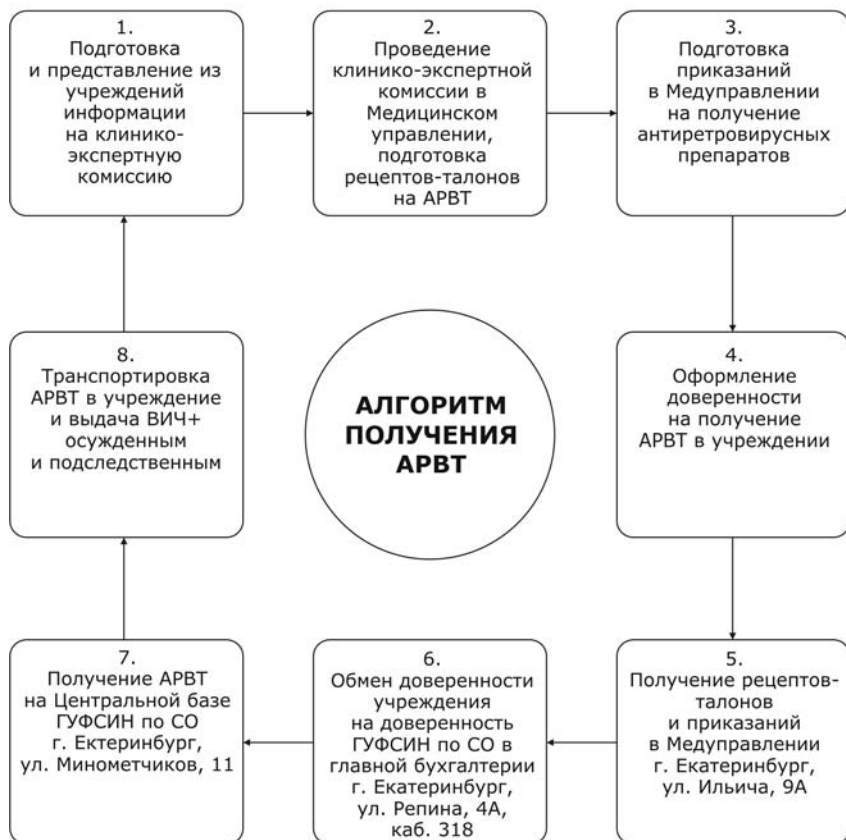 1.
Подготовка
и представление из
учреждений
информации
на клинико-
экспертную
комиссию
2.
Проведение
клинико-экспертной
комиссии в
Медицинском
управлении,
подготовка
рецептов-талонов
на АРВТ
3.
Подготовка
приказаний
в Медуправлении
на получение
антиретровирусных
препаратов
4.
Оформление
доверенности
на получение
АРВТ в учреждении
5.
Получение рецептов-
талонов
и приказаний
в Медуправлении
г. Екатеринбург,
ул. Ильича, 9А
6.
Обмен доверенности
учреждения
на доверенность
ГУФСИН по СО в
главной бухгалтерии
г. Екатеринбург,
ул. Репина, 4А,
каб. 318
7.
Получение АРВТ
на Центральной базе
ГУФСИН по СО
г. Ектеринбург,
ул. Минометчиков, 11
8.
Транспортировка
АРВТ в учреждение
и выдача ВИЧ+
осужденным
и подследственным
АЛГОРИТМ
ПОЛУЧЕНИЯ
АРВТ